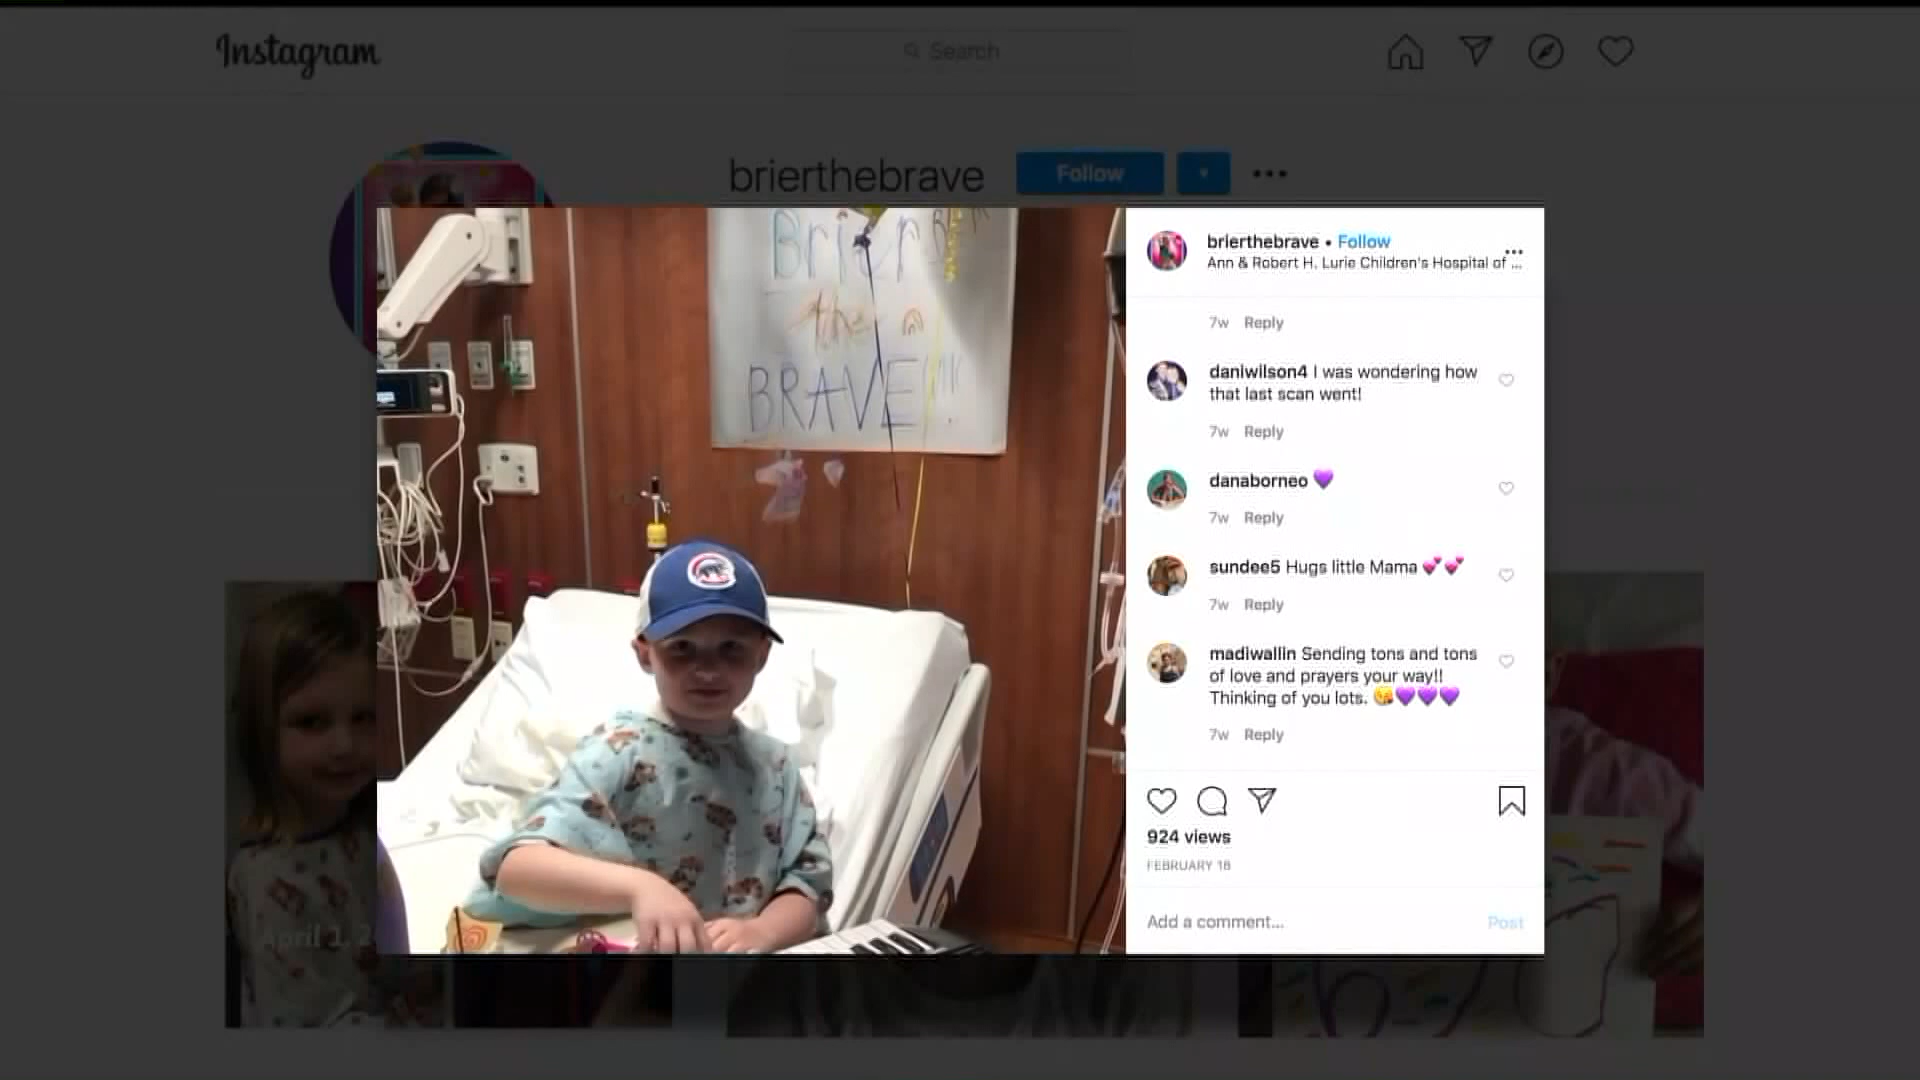 Instagram
Search
brierthebrave
Follow
Brier
the
BRAVE!!!
brierthebrave • Follow
Ann & Robert H. Lurie Children's Hospital of ...
7w Reply
daniwilson4 I was wondering how
that last scan went!
7w Reply
danaborneo 💜
7w Reply
sundee5 Hugs little Mama 💕💕
7w Reply
madiwallin Sending tons and tons
of love and prayers your way!!
Thinking of you lots. 😘💜💜💜
7w Reply
924 views
FEBRUARY 18
Add a comment...
Post
April 1, 2